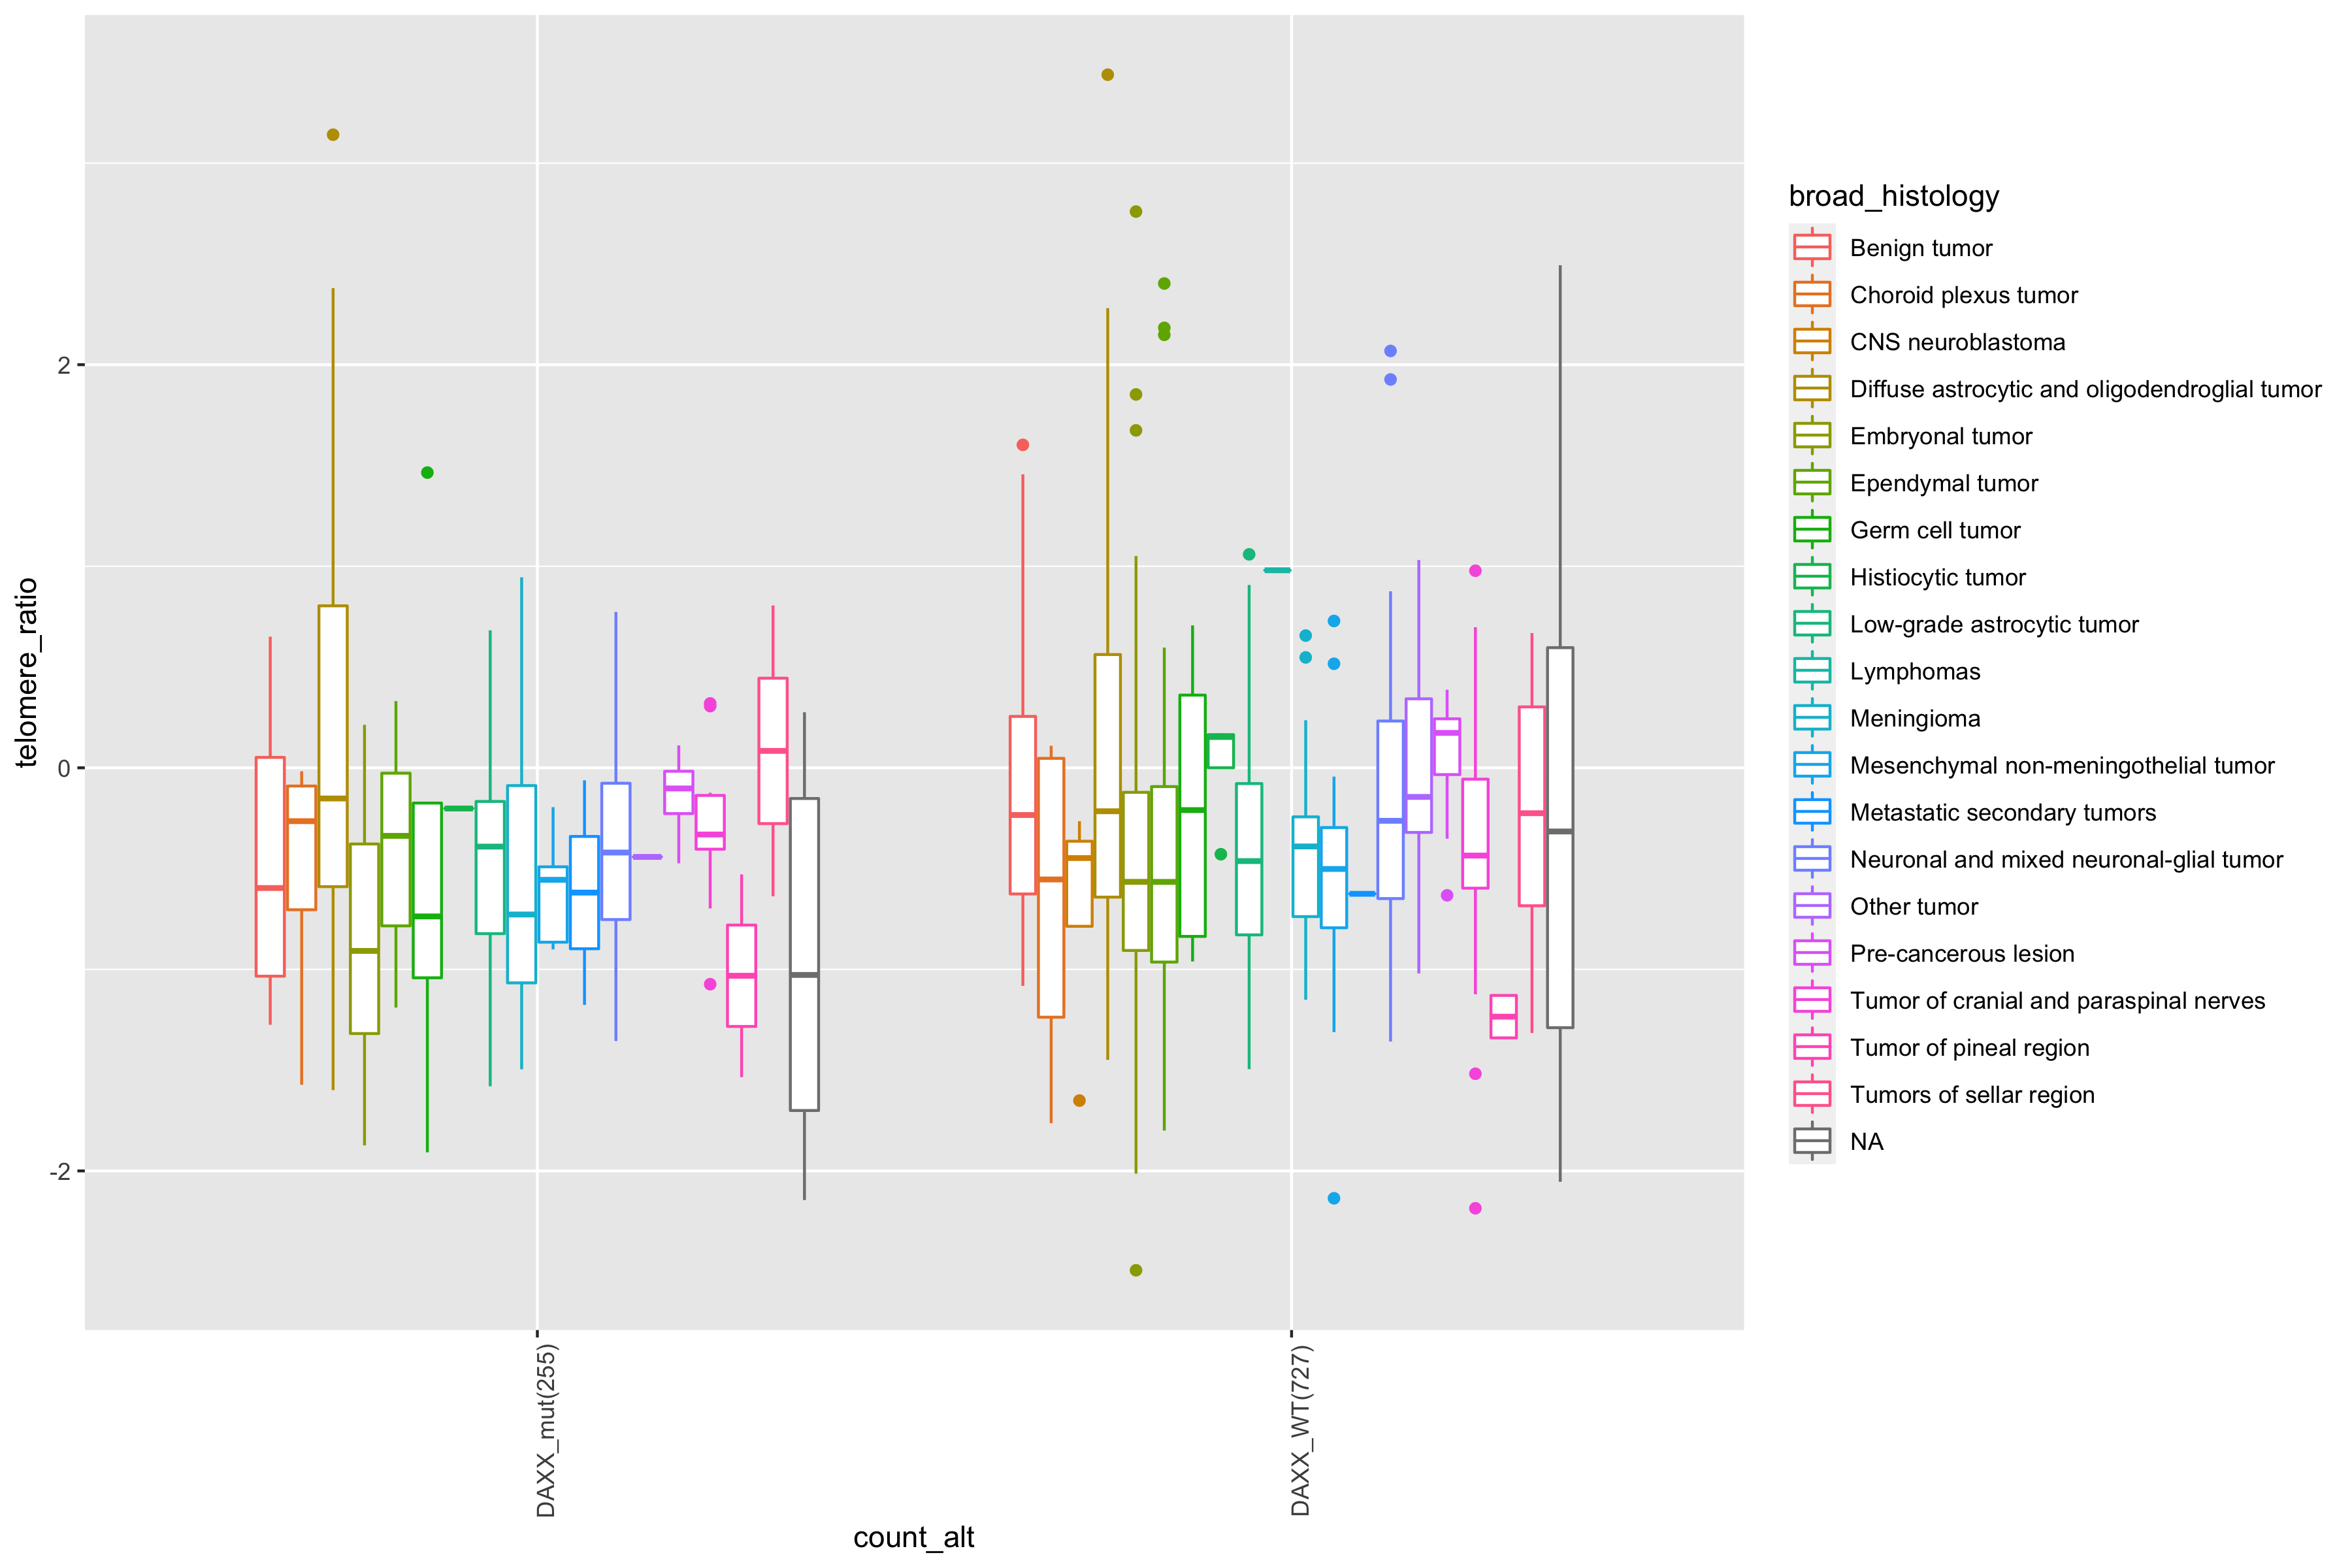 telomere_ratio
2
0
-2
DAXX_mut(255)
DAXX_WT(727)
count_alt
broad_histology
Benign tumor
Choroid plexus tumor
CNS neuroblastoma
Diffuse astrocytic and oligodendroglial tumor
Embryonal tumor
Ependymal tumor
Germ cell tumor
Histiocytic tumor
Low-grade astrocytic tumor
Lymphomas
Meningioma
Mesenchymal non-meningothelial tumor
Metastatic secondary tumors
Neuronal and mixed neuronal-glial tumor
Other tumor
Pre-cancerous lesion
Tumor of cranial and paraspinal nerves
Tumor of pineal region
Tumors of sellar region
NA